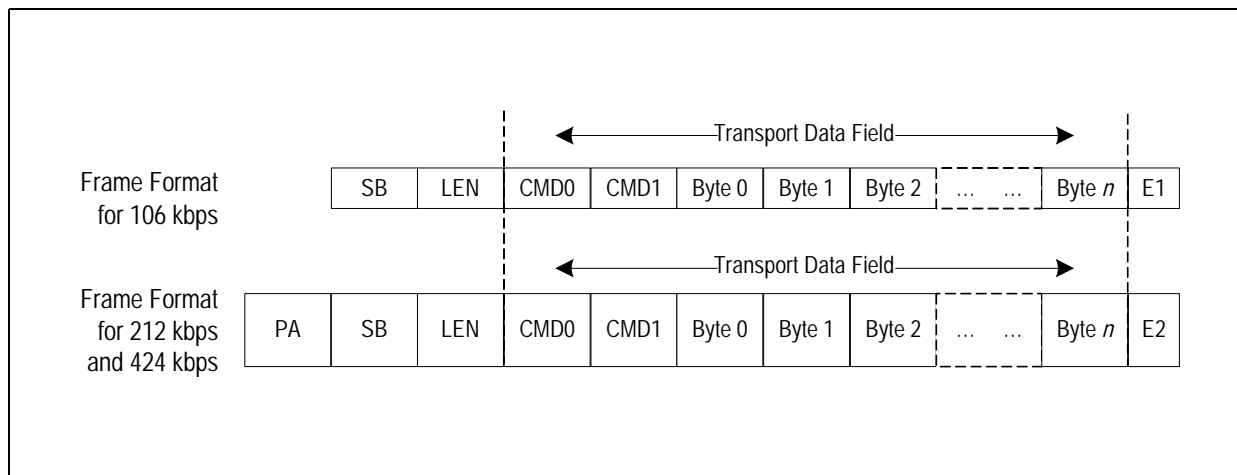 Transport Data Field
Frame Format
for 106 kbps
SB LEN CMD0 CMD1 Byte 0 Byte 1 Byte 2 ... ... Byte n E1
Transport Data Field
Frame Format
for 212 kbps
and 424 kbps
PA SB LEN CMD0 CMD1 Byte 0 Byte 1 Byte 2 ... ... Byte n E2